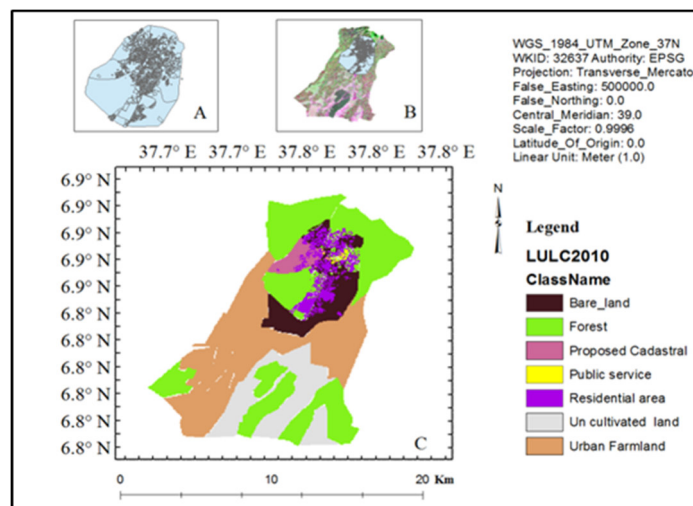 A
B
WGS_1984_UTM_Zone_37N
WKID: 32637 Authority: EPSG
Projection: Transverse_Mercato
False_Easting: 500000.0
False_Northing: 0.0
Central_Meridian: 39.0
Scale_Factor: 0.9996
Latitude_Of_Origin: 0.0
Linear Unit: Meter (1.0)
37.7° E 37.7° E 37.8° E 37.8° E 37.8° E
6.9° N
6.9° N
6.9° N
6.9° N
6.9° N
6.8° N
6.8° N
6.8° N
6.8° N
6.8° N
6.8° N
C
N
Legend
LULC2010
ClassName
Bare_land
Forest
Proposed Cadastral
Public service
Residential area
Un cultivated land
Urban Farmland
0 10 20 Km